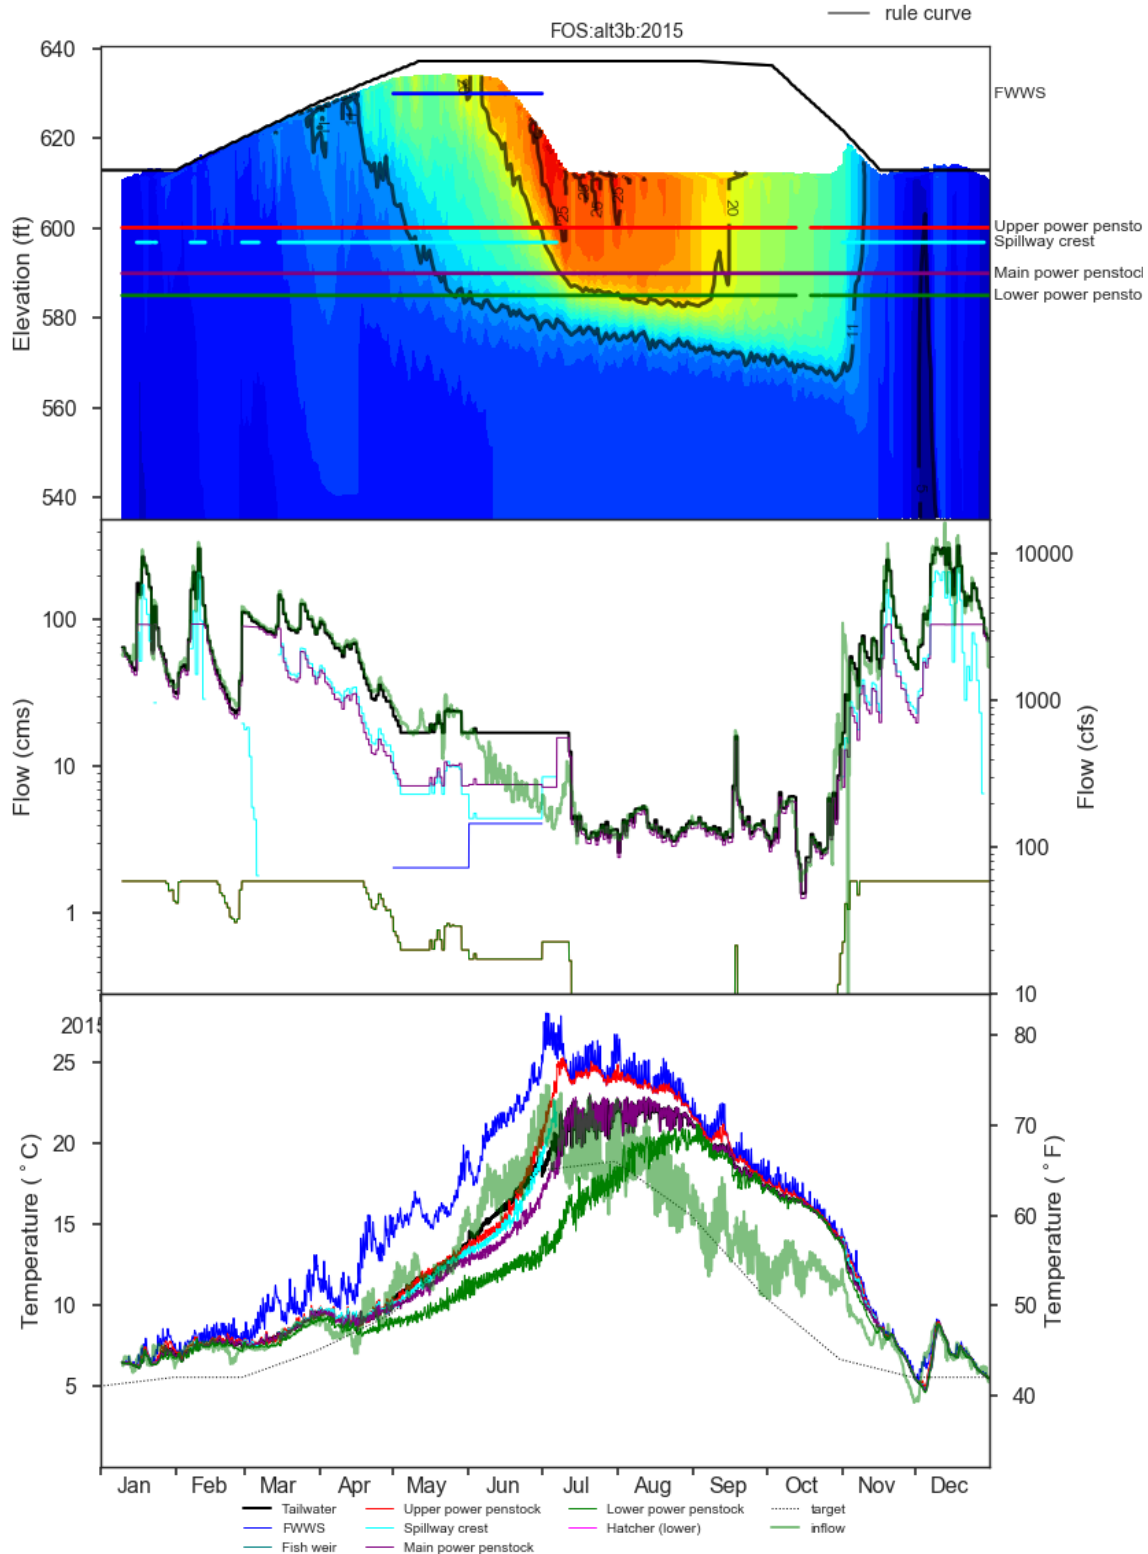 rule curve
FOS:alt3b:2015
640
620
600
580
560
540
Elevation (ft)
FWWS
Upper power pensto
Spillway crest
Main power penstock
Lower power pensto
20
25
20
11
100
10
1
Flow (cms)
10000
1000
100
10
Flow (cfs)
2015
25
20
15
10
5
Temperature ( ° C)
80
70
60
50
40
Temperature ( ° F)
Jan Feb Mar Apr May Jun Jul Aug Sep Oct Nov Dec
Tailwater Upper power penstock Lower power penstock target
FWWS Spillway crest Hatcher (lower) inflow
Fish weir Main power penstock